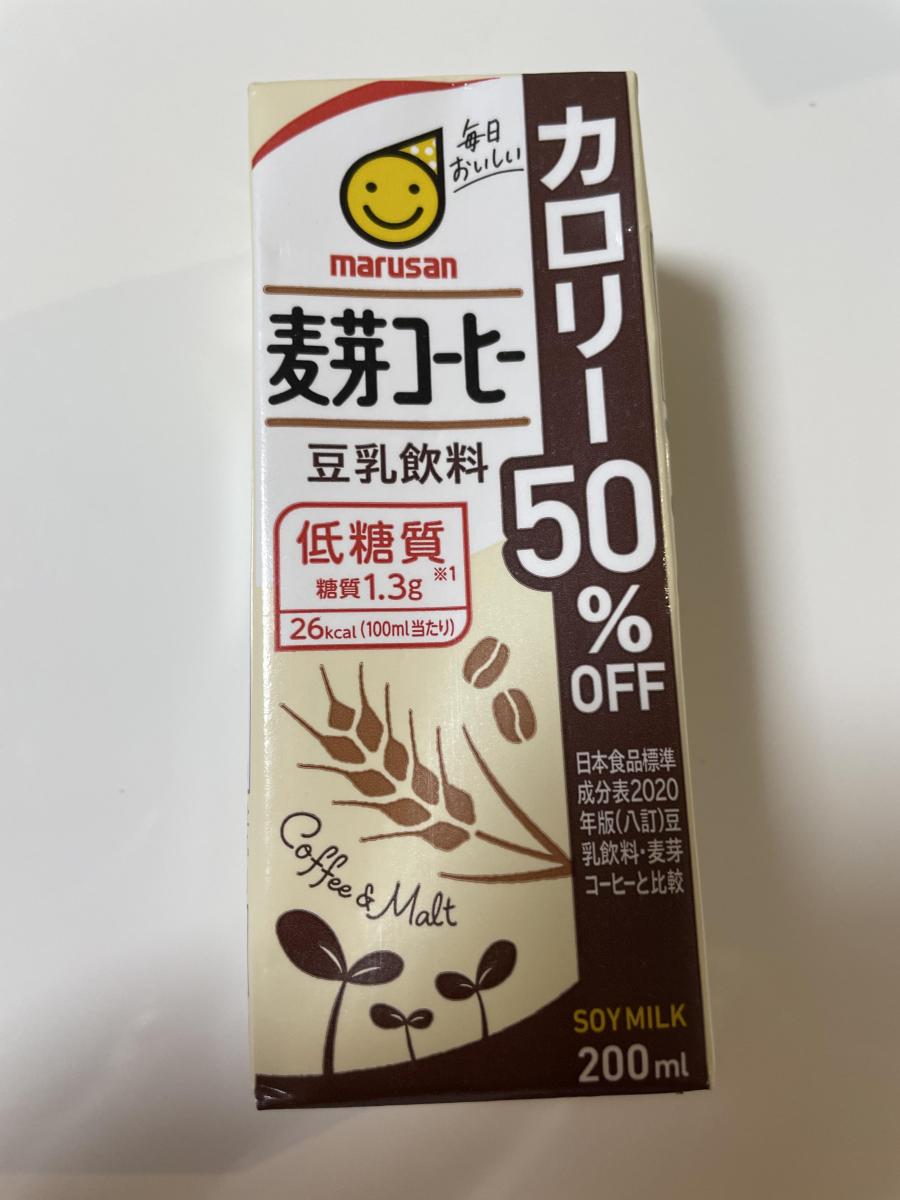 毎日
おいしい
marusan
麦芽コーヒー
豆乳飲料
低糖質
糖質1.3g ※1
26kcal(100ml当たり)
Coffee & Malt
カロリー
50
%
OFF
日本食品標準
成分表2020
年版(八訂)豆
乳飲料・麦芽
コーヒーと比較
SOY MILK
200ml